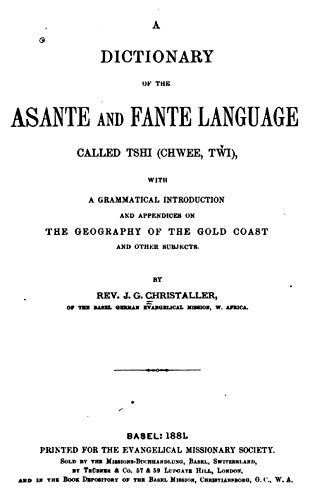 A
DICTIONARY
OF THE
ASANTE AND FANTE LANGUAGE
CALLED TSHI (CHWEE, TW̌I),
WITH
A GRAMMATICAL INTRODUCTION
AND APPENDICES ON
THE GEOGRAPHY OF THE GOLD COAST
AND OTHER SUBJECTS.
BY
REV. J. G. CHRISTALLER,
OF THE BASEL GERMAN EVANGELICAL MISSION, W. AFRICA.
BASEL: 1881.
PRINTED FOR THE EVANGELICAL MISSIONARY SOCIETY.
SOLD BY THE MISSIONS-BUCHHANDLUNG, BASEL, SWITZERLAND,
BY TRÜBNER & CO. 57 & 59 LUDGATE HILL, LONDON,
AND IN THE BOOK DEPOSITORY OF THE BASEL MISSION, CHRISTIANSBORG, G. C., W. A.